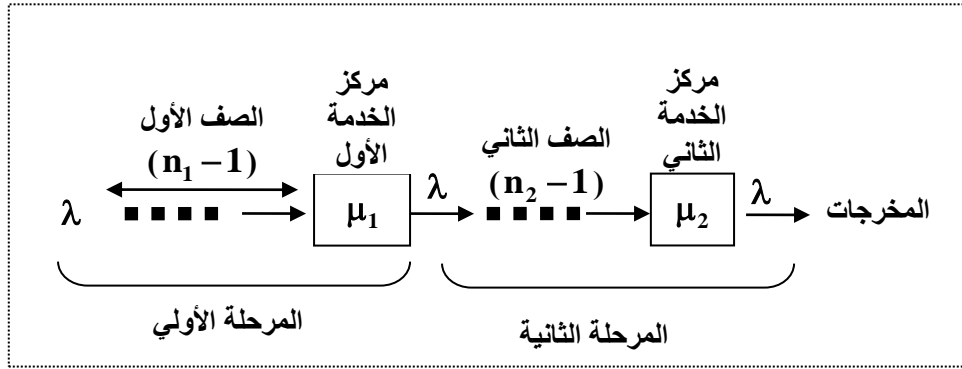 مركز
الخدمة
الأول
الصف الأول
(n₁ – 1)
λ
μ₁
λ
مركز
الخدمة
الثاني
الصف الثاني
(n₂ – 1)
μ₂
λ
المخرجات
المرحلة الأولي
المرحلة الثانية